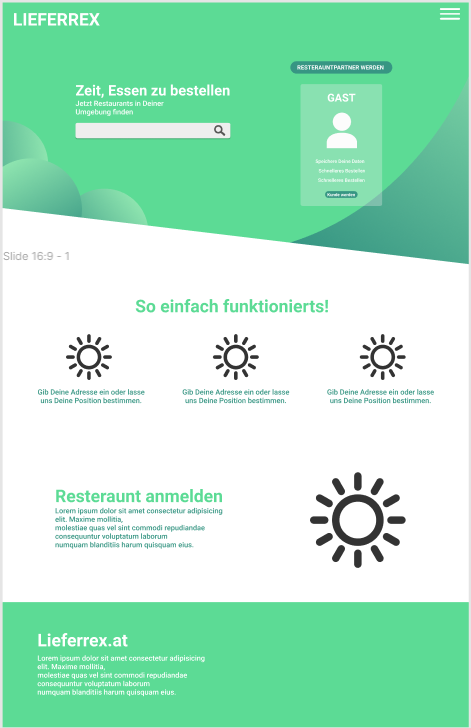 LIEFERREX
RESTERAUNTPARTNER WERDEN
Zeit, Essen zu bestellen
Jetzt Restaurants in Deiner
Umgebung finden
GAST
Speichere Deine Daten
Schnelleres Bestellen
Schnelleres Bestellen
Kunde werden
Slide 16:9 - 1
So einfach funktionierts!
Gib Deine Adresse ein oder lasse
uns Deine Position bestimmen.
Gib Deine Adresse ein oder lasse
uns Deine Position bestimmen.
Gib Deine Adresse ein oder lasse
uns Deine Position bestimmen.
Resteraunt anmelden
Lorem ipsum dolor sit amet consectetur adipisicing
elit. Maxime mollitia,
molestiae quas vel sint commodi repudiandae
consequuntur voluptatum laborum
numquam blanditiis harum quisquam eius.
Lieferrex.at
Lorem ipsum dolor sit amet consectetur adipisicing
elit. Maxime mollitia,
molestiae quas vel sint commodi repudiandae
consequuntur voluptatum laborum
numquam blanditiis harum quisquam eius.